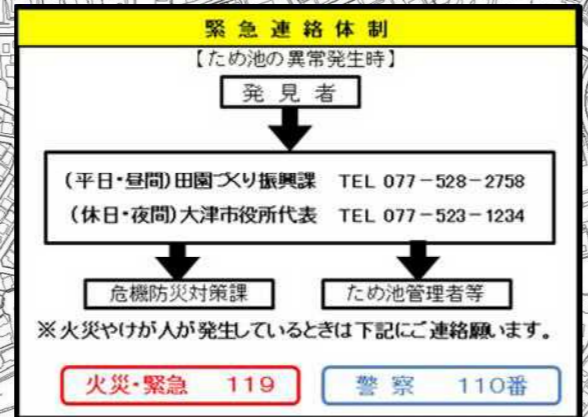 緊急連絡体制
【ため池の異常発生時】
発見者
(平日・昼間)田園づくり振興課 TEL 077-528-2758
(休日・夜間)大津市役所代表 TEL 077-523-1234
危機防災対策課 ため池管理者等
※火災やけが人が発生しているときは下記にご連絡願います。
火災・緊急 119 警察 110番